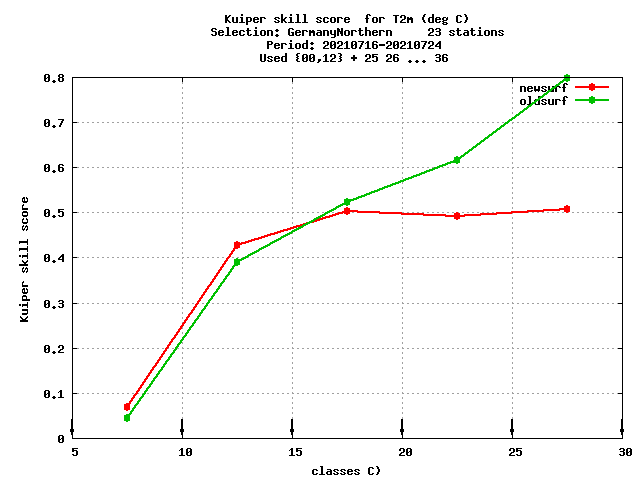 Kuiper skill score  for T2m (deg C)
Selection: GermanyNorthern     23 stations
Period: 20210716-20210724
Used {00,12} + 25 26 ... 36
newsurf
oldsurf
0.8
0.7
0.6
0.5
0.4
0.3
0.2
0.1
0
Kuiper skill score
5 10 15 20 25 30
classes C)